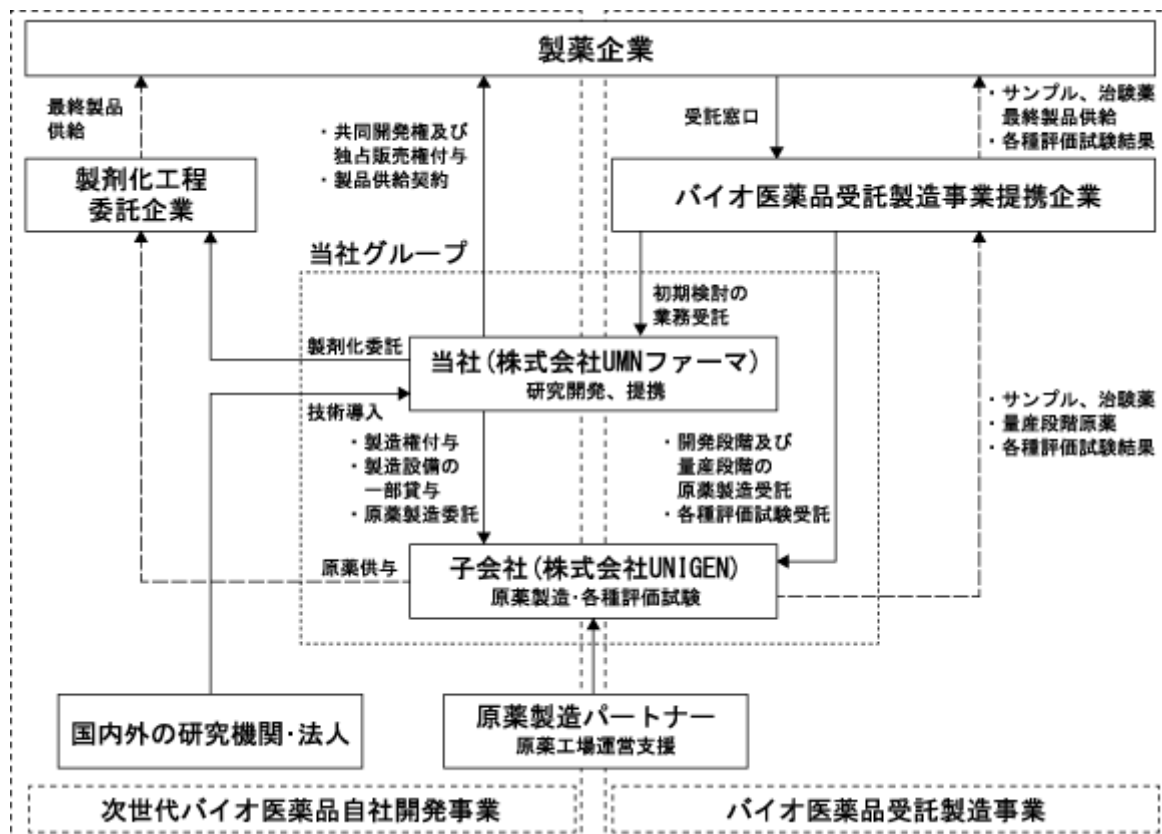 製薬企業
最終製品
供給
・共同開発権及び
独占販売権付与
・製品供給契約
受託窓口
・サンプル、治験薬
最終製品供給
・各種評価試験結果
製剤化工程
委託企業
バイオ医薬品受託製造事業提携企業
当社グループ
初期検討の
業務受託
製剤化委託
当社(株式会社UMNファーマ)
研究開発、提携
技術導入
・製造権付与
・製造設備の
一部貸与
・原薬製造委託
・開発段階及び
量産段階の
原薬製造受託
・各種評価試験受託
・サンプル、治験薬
・量産段階原薬
・各種評価試験結果
原薬供与
子会社(株式会社UNIGEN)
原薬製造・各種評価試験
国内外の研究機関・法人
原薬製造パートナー
原薬工場運営支援
次世代バイオ医薬品自社開発事業
バイオ医薬品受託製造事業